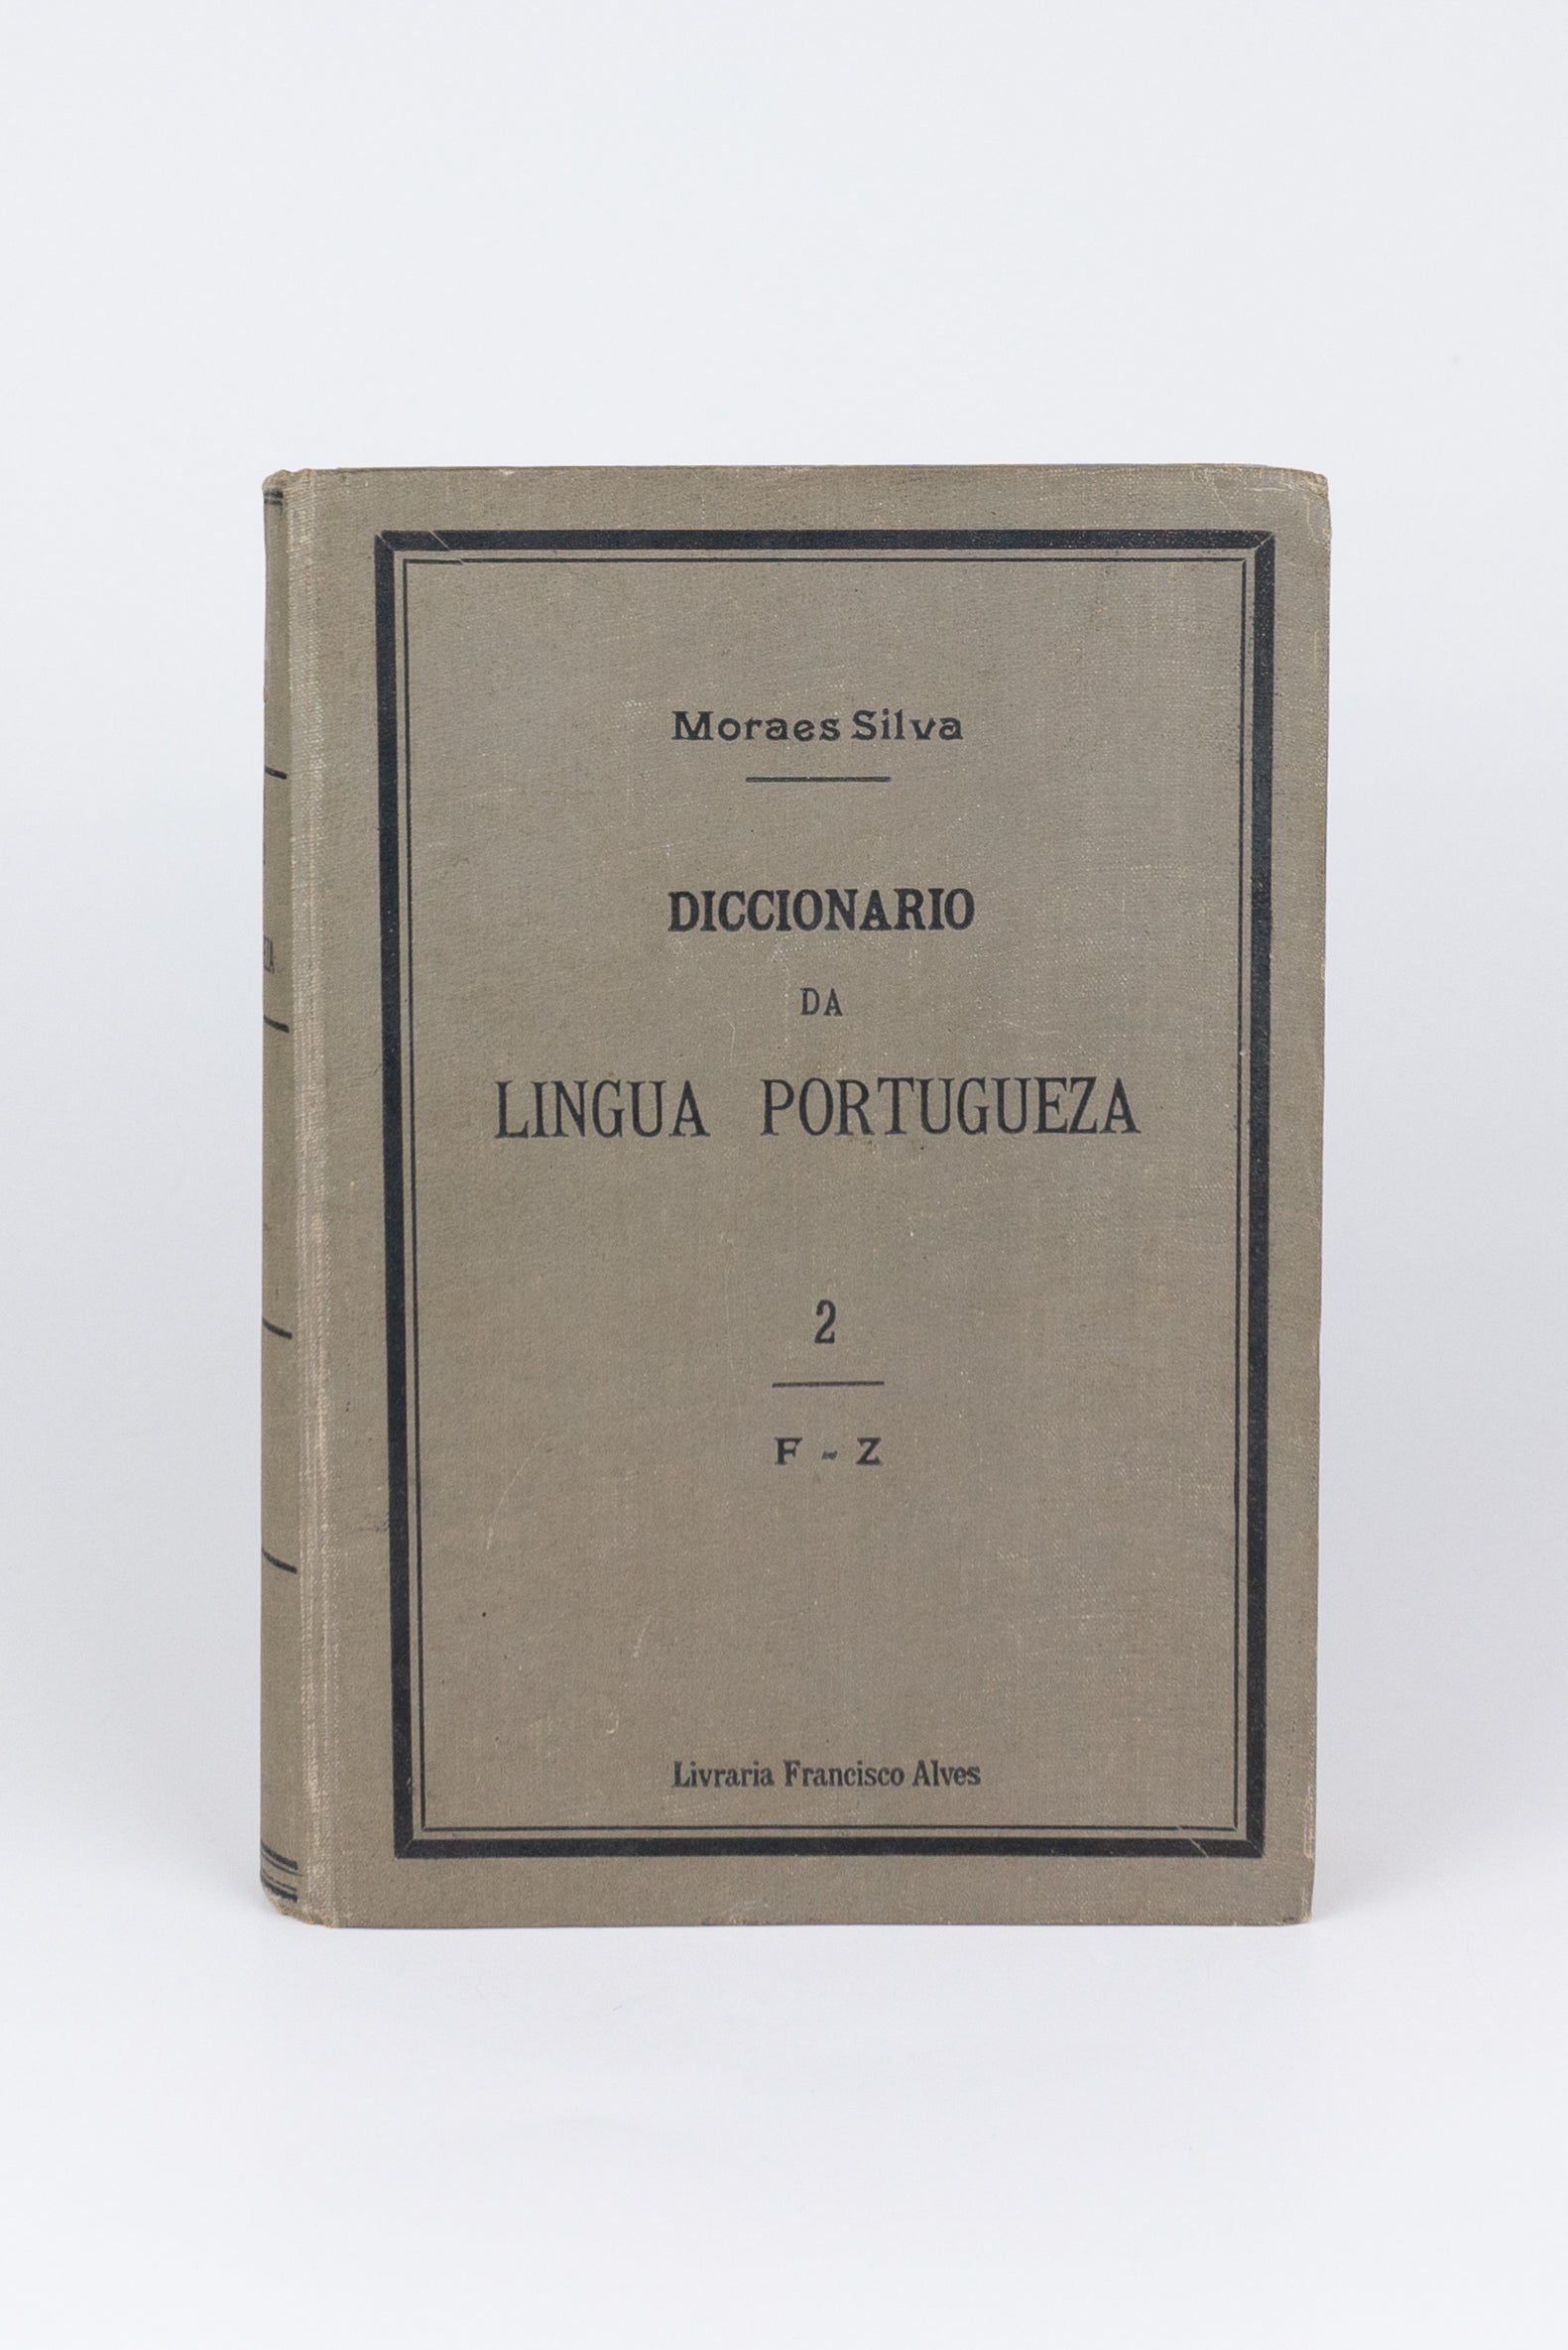 Moraes Silva
DICCIONARIO
DA
LINGUA PORTUGUEZA
2
F - Z
Livraria Francisco Alves